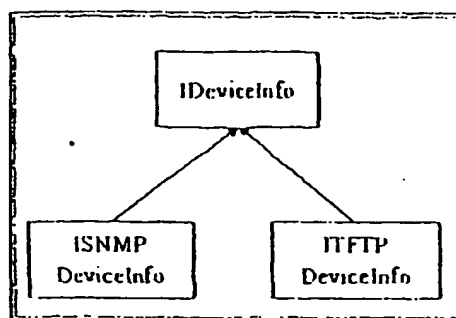 IDeviceInfo
ISNMP
DeviceInfo
ITFTP
DeviceInfo